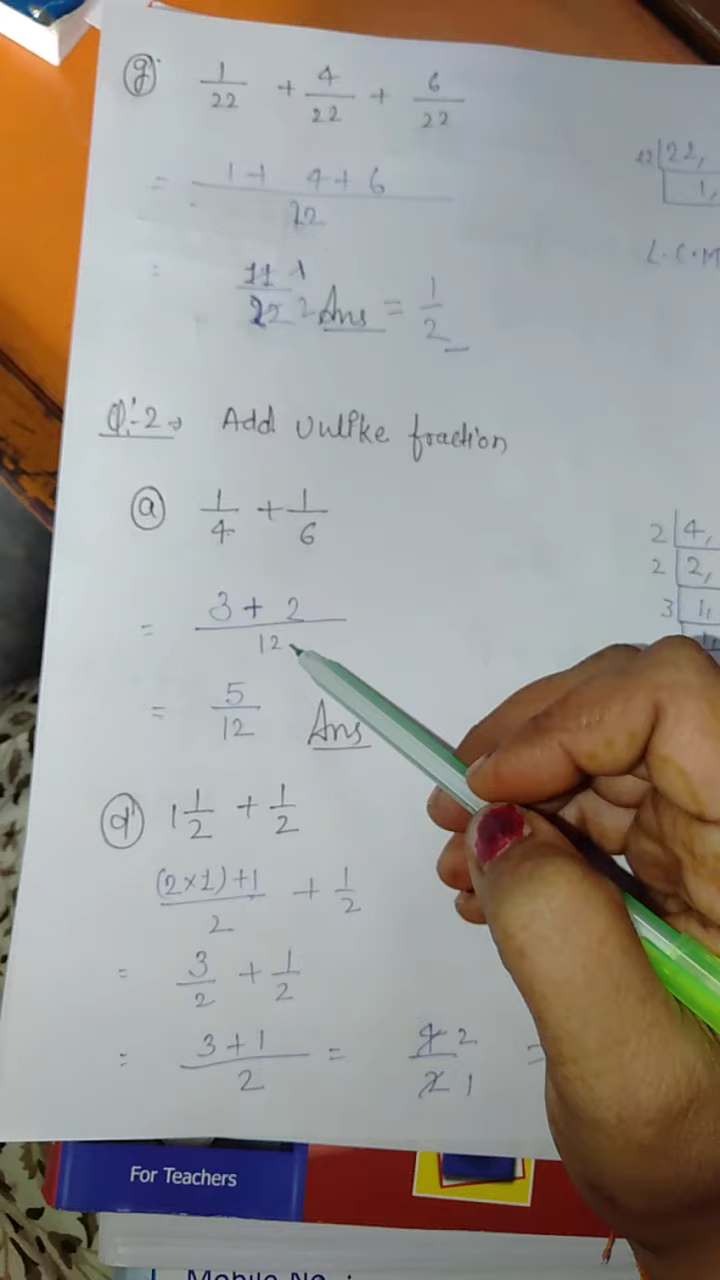 (g) 1/22 + 4/22 + 6/22
= 1 + 4 + 6 / 22
= 11 1 / 22 2 Ans = 1/2
22, 
1,
L.C.M
Q.-2 → Add unlike fraction
(a) 1/4 + 1/6
= 3 + 2 / 12
= 5/12 Ans
2 | 4,
2 | 2,
3 | 1,
(d) 1 1/2 + 1/2
(2×1)+1 / 2 + 1/2
= 3/2 + 1/2
= 3+1 / 2 = 4 2 / 2 1 =
For Teachers